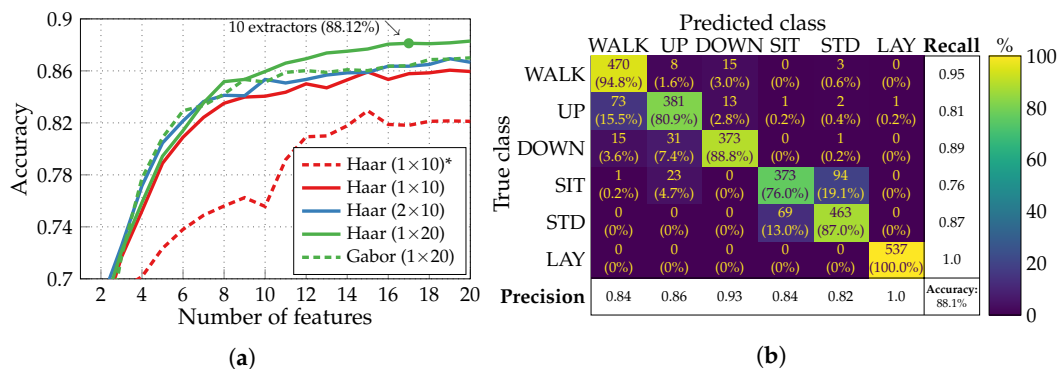 10 extractors (88.12%)
0.9
0.86
0.82
0.78
0.74
0.7
Accuracy
2 4 6 8 10 12 14 16 18 20
Number of features
Haar (1×10)*
Haar (1×10)
Haar (2×10)
Haar (1×20)
Gabor (1×20)
(a)
Predicted class
WALK UP DOWN SIT STD LAY Recall %
True class
WALK 470 8 15 0 3 0 0.95
(94.8%) (1.6%) (3.0%) (0%) (0.6%) (0%)
UP 73 381 13 1 2 1 0.81
(15.5%) (80.9%) (2.8%) (0.2%) (0.4%) (0.2%)
DOWN 15 31 373 0 1 0 0.89
(3.6%) (7.4%) (88.8%) (0%) (0.2%) (0%)
SIT 1 23 0 373 94 0 0.76
(0.2%) (4.7%) (0%) (76.0%) (19.1%) (0%)
STD 0 0 0 69 463 0 0.87
(0%) (0%) (0%) (13.0%) (87.0%) (0%)
LAY 0 0 0 0 0 537 1.0
(0%) (0%) (0%) (0%) (0%) (100.0%)
Precision 0.84 0.86 0.93 0.84 0.82 1.0 Accuracy:
88.1%
100
80
60
40
20
0
(b)